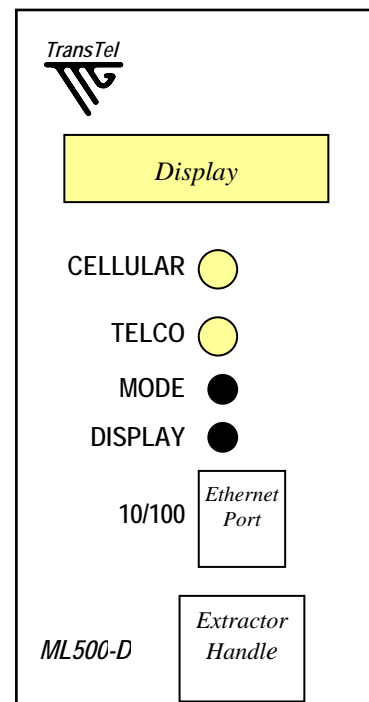 TransTel
Display
CELLULAR
TELCO
MODE
DISPLAY
10/100
Ethernet
Port
ML500-D
Extractor
Handle